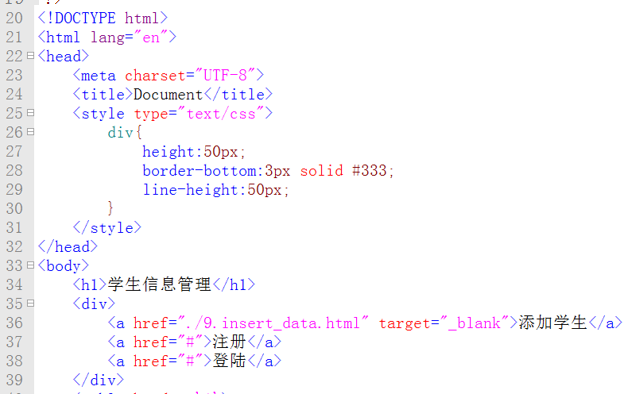 20 <!DOCTYPE html>
21 <html lang="en">
22 <head>
23 <meta charset="UTF-8">
24 <title>Document</title>
25 <style type="text/css">
26 div{
27 height:50px;
28 border-bottom:3px solid #333;
29 line-height:50px;
30 }
31 </style>
32 </head>
33 <body>
34 <h1>学生信息管理</h1>
35 <div>
36 <a href="./9.insert_data.html" target="_blank">添加学生</a>
37 <a href="#">注册</a>
38 <a href="#">登陆</a>
39 </div>